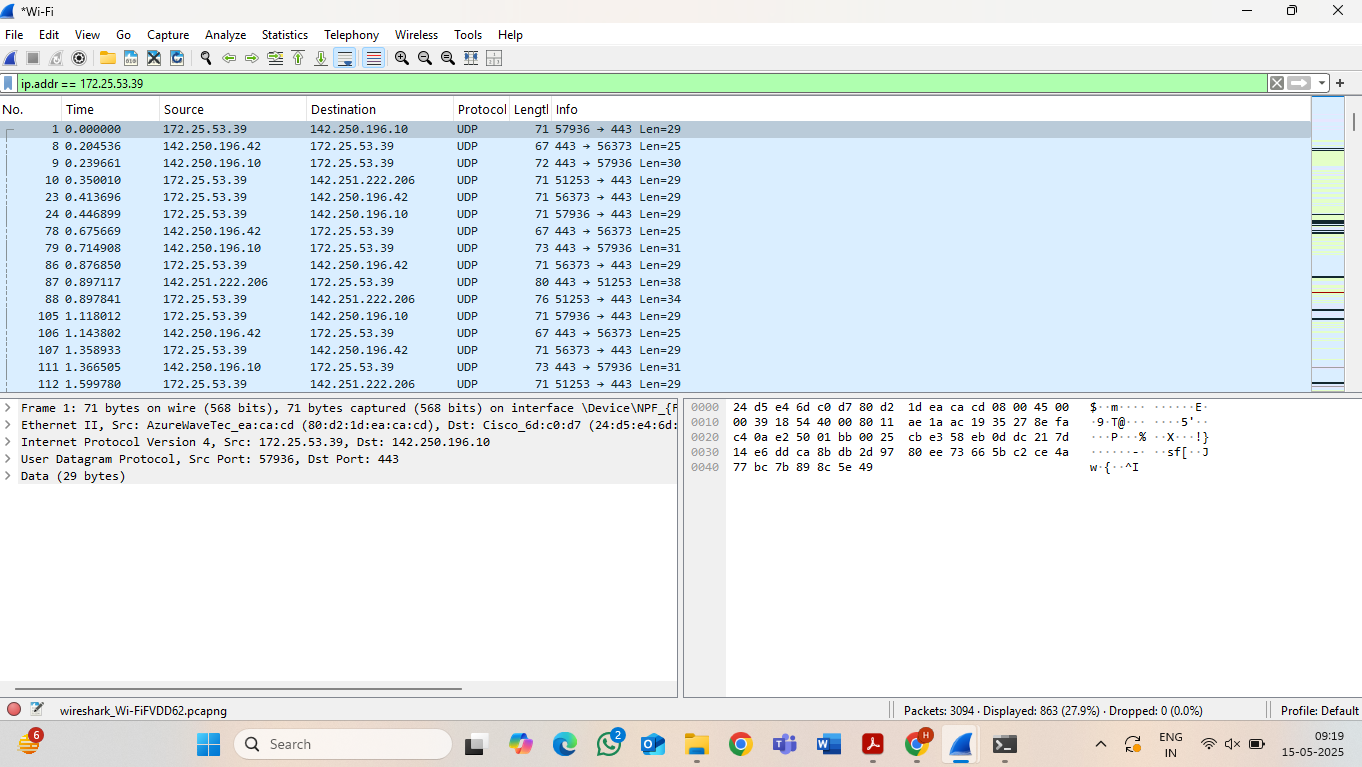 *Wi-Fi
File Edit View Go Capture Analyze Statistics Telephony Wireless Tools Help
ip.addr == 172.25.53.39
No. Time Source Destination Protocol Lengtl Info
1 0.000000 172.25.53.39 142.250.196.10 UDP 71 57936 → 443 Len=29
8 0.204536 142.250.196.42 172.25.53.39 UDP 67 443 → 56373 Len=25
9 0.239661 142.250.196.10 172.25.53.39 UDP 72 443 → 57936 Len=30
10 0.350010 172.25.53.39 142.251.222.206 UDP 71 51253 → 443 Len=29
23 0.413696 172.25.53.39 142.250.196.42 UDP 71 56373 → 443 Len=29
24 0.446899 172.25.53.39 142.250.196.10 UDP 71 57936 → 443 Len=29
78 0.675669 142.250.196.42 172.25.53.39 UDP 67 443 → 56373 Len=25
79 0.714908 142.250.196.10 172.25.53.39 UDP 73 443 → 57936 Len=31
86 0.876850 172.25.53.39 142.250.196.42 UDP 71 56373 → 443 Len=29
87 0.897117 142.251.222.206 172.25.53.39 UDP 80 443 → 51253 Len=38
88 0.897841 172.25.53.39 142.251.222.206 UDP 76 51253 → 443 Len=34
105 1.118012 172.25.53.39 142.250.196.10 UDP 71 57936 → 443 Len=29
106 1.143802 142.250.196.42 172.25.53.39 UDP 67 443 → 56373 Len=25
107 1.358933 172.25.53.39 142.250.196.42 UDP 71 56373 → 443 Len=29
111 1.366505 142.250.196.10 172.25.53.39 UDP 73 443 → 57936 Len=31
112 1.599780 172.25.53.39 142.251.222.206 UDP 71 51253 → 443 Len=29
Frame 1: 71 bytes on wire (568 bits), 71 bytes captured (568 bits) on interface \Device\NPF_{F
Ethernet II, Src: AzureWaveTec_ea:ca:cd (80:d2:1d:ea:ca:cd), Dst: Cisco_6d:c0:d7 (24:d5:e4:6d:
Internet Protocol Version 4, Src: 172.25.53.39, Dst: 142.250.196.10
User Datagram Protocol, Src Port: 57936, Dst Port: 443
Data (29 bytes)
0000 24 d5 e4 6d c0 d7 80 d2 1d ea ca cd 08 00 45 00 $··m···· ······E·
0010 00 39 18 54 40 00 80 11 ae 1a ac 19 35 27 8e fa ·9·T@··· ····5'··
0020 c4 0a e2 50 01 bb 00 25 cb e3 58 eb 0d dc 21 7d ···P···% ··X···!}
0030 14 e6 dd ca 8b db 2d 97 80 ee 73 66 5b c2 ce 4a ······-· ··sf[··J
0040 77 bc 7b 89 8c 5e 49 w·{··^I
wireshark_Wi-FiFVDD62.pcapng
Packets: 3094 · Displayed: 863 (27.9%) · Dropped: 0 (0.0%)
Profile: Default
6
Search
2
H
ENG
IN
09:19
15-05-2025